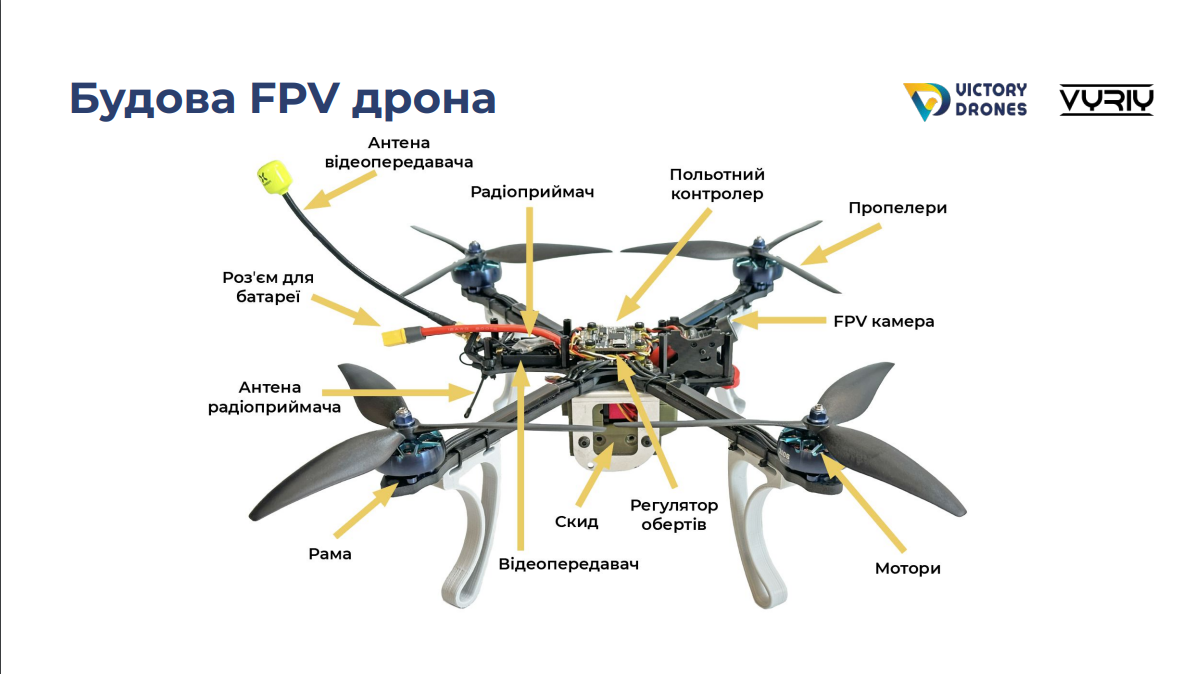 Будова FPV дрона
VICTORY
DRONES
VYRIY
Антена
відеопередавача
Радіоприймач
Польотний
контролер
Пропелери
Роз'єм для
батареї
FPV камера
Антена
радіоприймача
Скид
Регулятор
обертів
Рама
Відеопередавач
Мотори